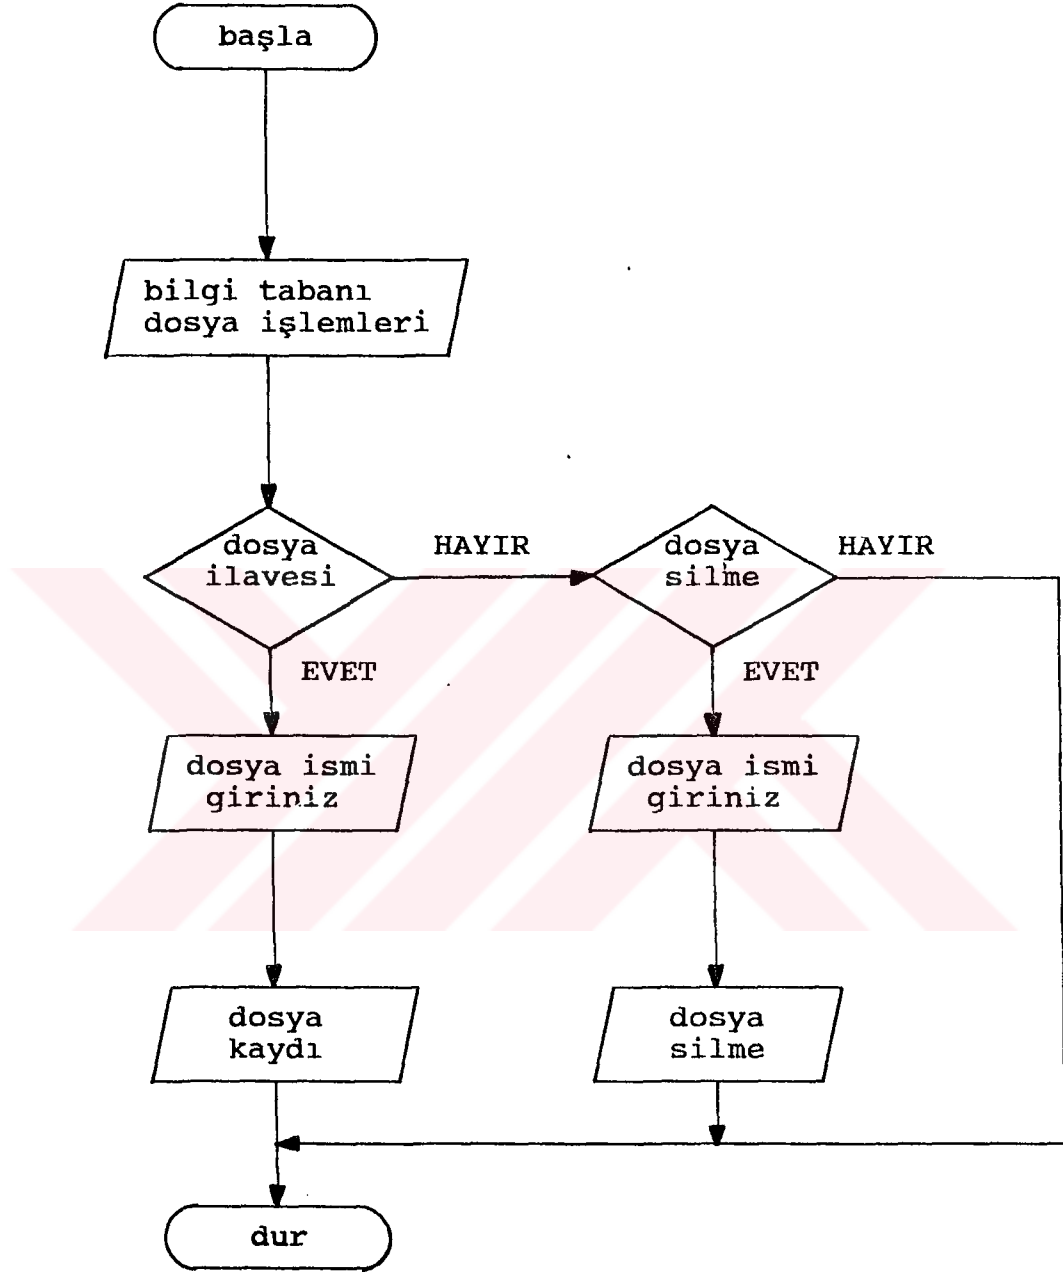 başla
bilgi tabanı
dosya işlemleri
dosya
ilavesi
HAYIR
dosya
silme
HAYIR
EVET
EVET
dosya ismi
giriniz
dosya ismi
giriniz
dosya
kaydı
dosya
silme
dur